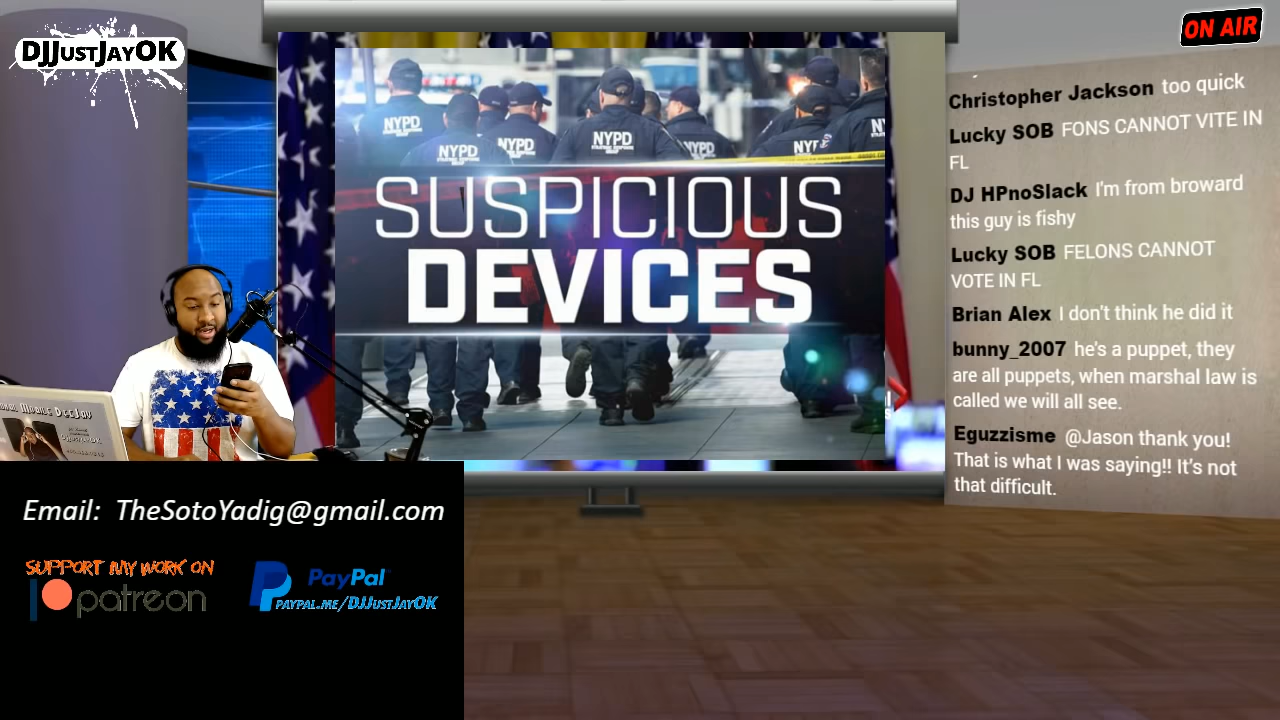 DJJustJayOK
ON AIR
NYPD
NYPD
NYPD
NYPD
NYPD
SUSPICIOUS
DEVICES
Christopher Jackson too quick
Lucky SOB FONS CANNOT VITE IN
FL
DJ HPnoSlack I'm from broward
this guy is fishy
Lucky SOB FELONS CANNOT
VOTE IN FL
Brian Alex I don't think he did it
bunny_2007 he's a puppet, they
are all puppets, when marshal law is
called we will all see.
Eguzzisme @Jason thank you!
That is what I was saying!! It's not
that difficult.
Email: TheSotoYadig@gmail.com
SUPPORT MY WORK ON
patreon
PayPal
PAYPAL.ME/DJJUSTJAYOK